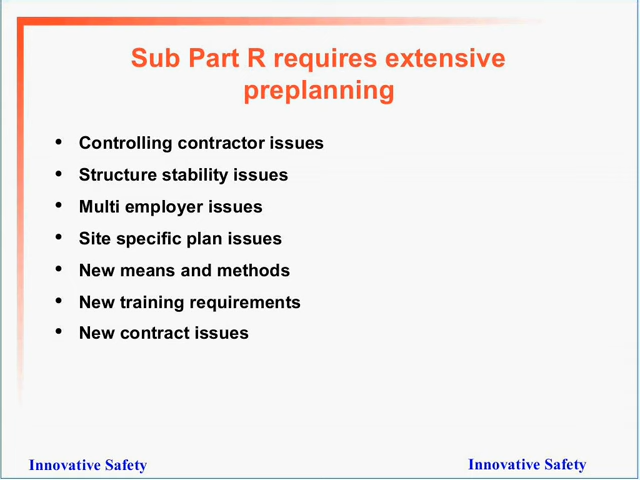 Sub Part R requires extensive
preplanning
• Controlling contractor issues
• Structure stability issues
• Multi employer issues
• Site specific plan issues
• New means and methods
• New training requirements
• New contract issues
Innovative Safety
Innovative Safety